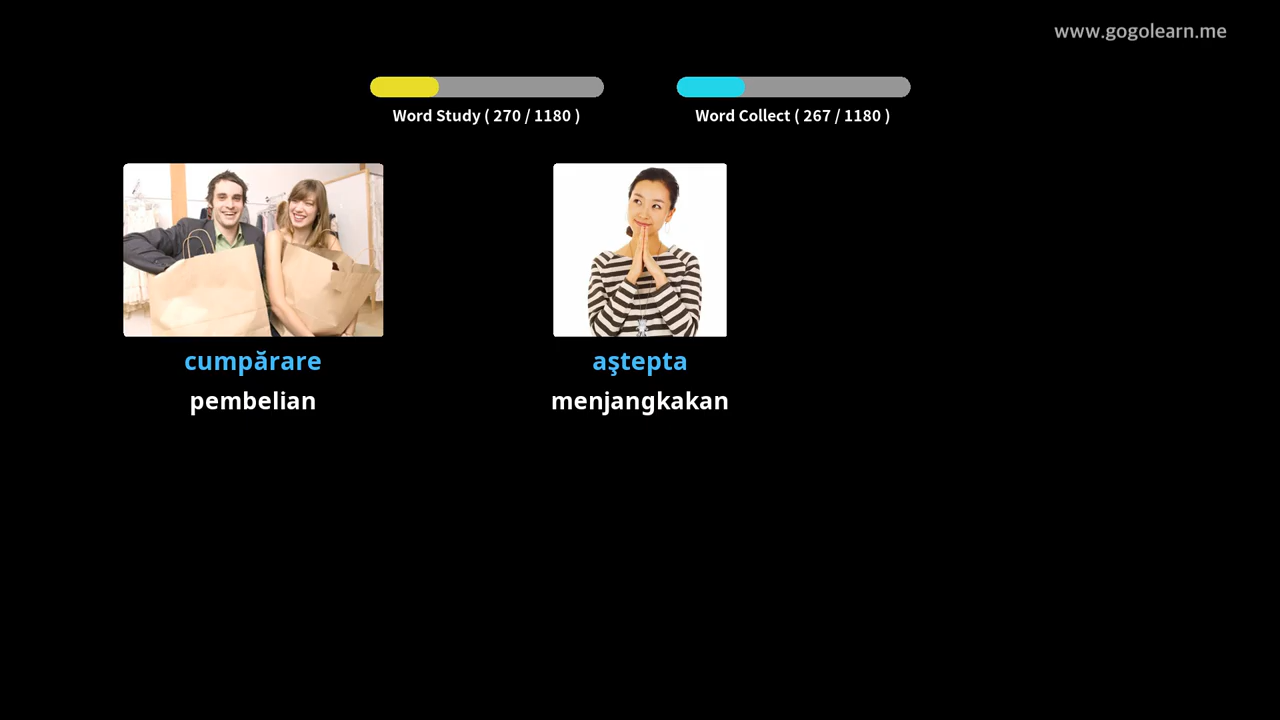 www.gogolearn.me
Word Study ( 270 / 1180 )
Word Collect ( 267 / 1180 )
cumpărare
pembelian
aştepta
menjangkakan